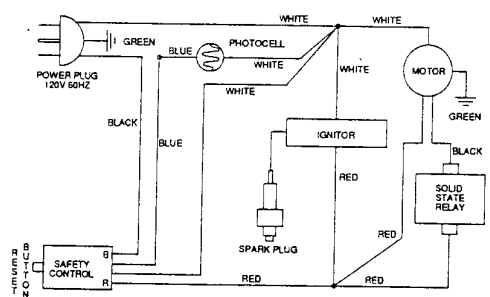 WHITE
WHITE
GREEN
PHOTOCELL
BLUE
WHITE
WHITE
WHITE
MOTOR
POWER PLUG
120V 60HZ
GREEN
BLACK
BLUE
IGNITOR
BLACK
RED
SOLID
STATE
RELAY
SPARK PLUG
RED
RESET
BUTTON
SAFETY
CONTROL
B
R
RED
RED